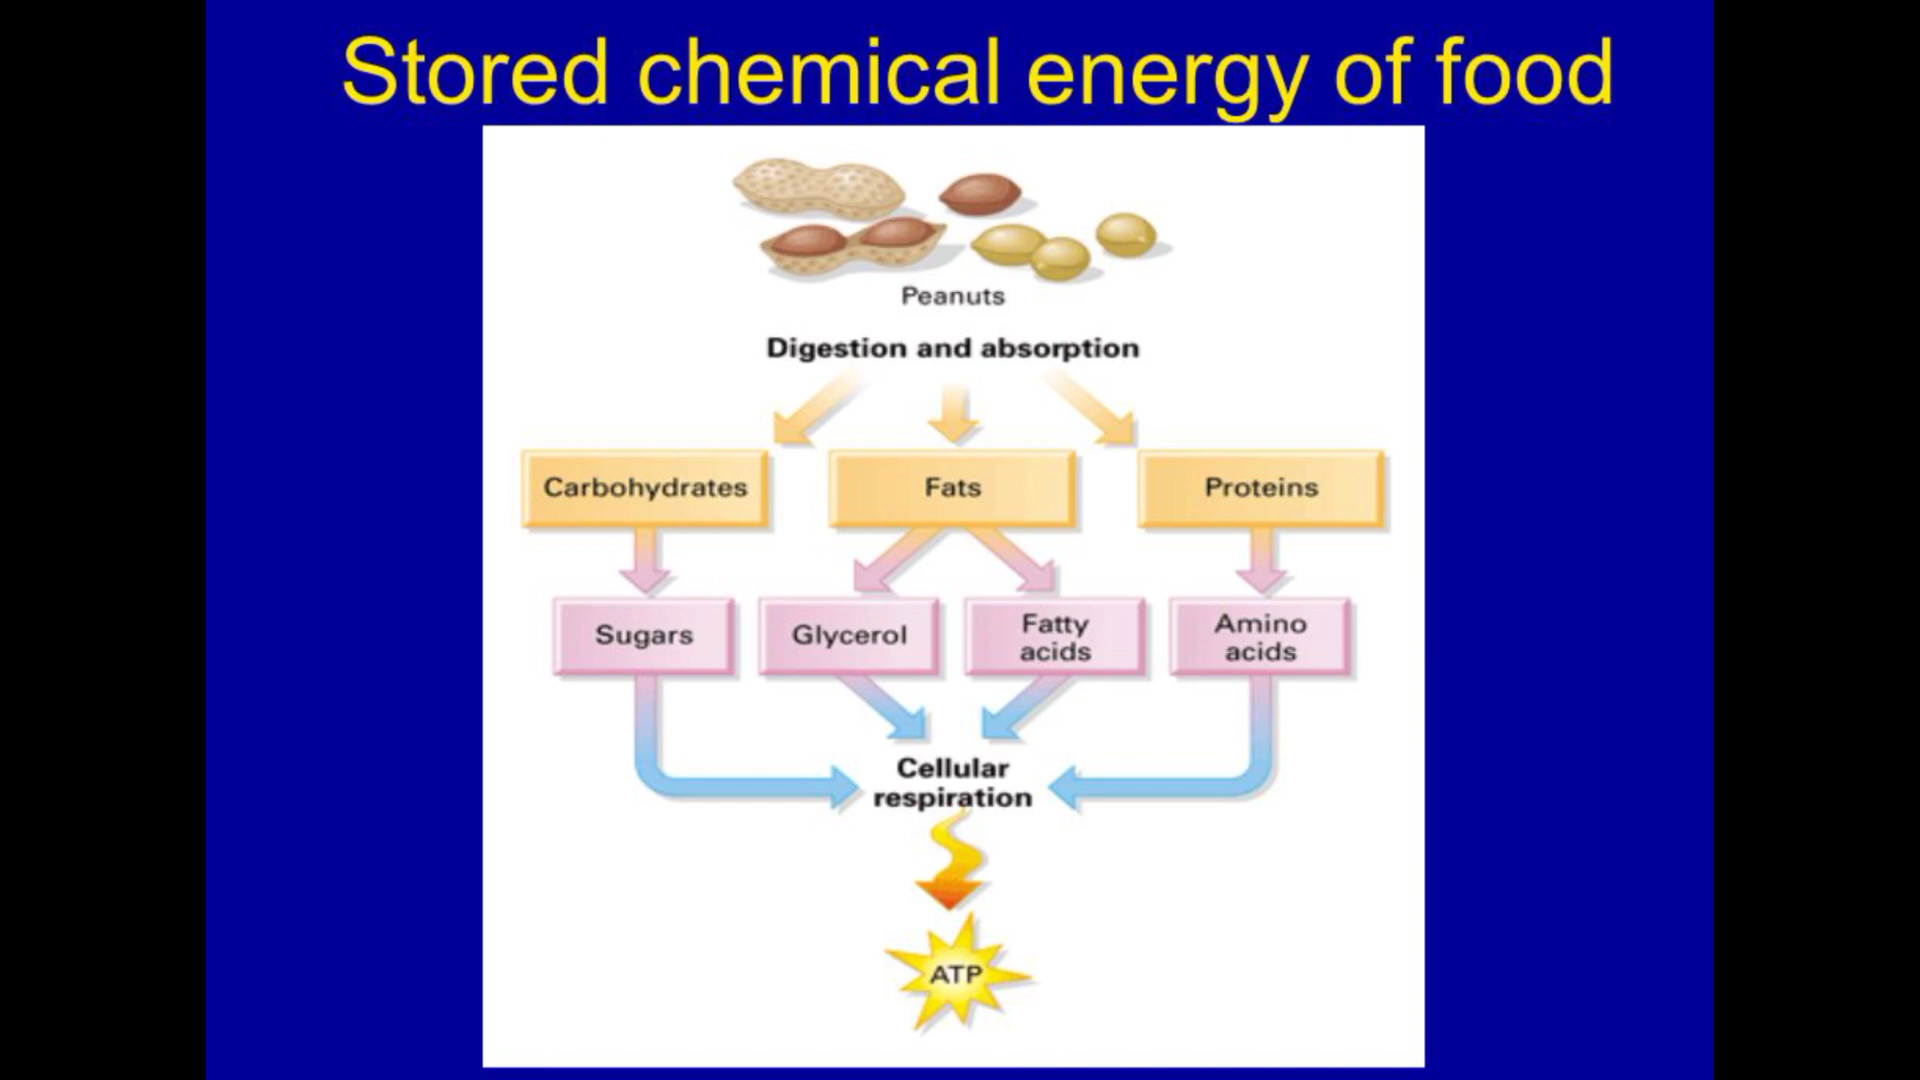 Stored chemical energy of food
Peanuts
Digestion and absorption
Carbohydrates
Fats
Proteins
Sugars
Glycerol
Fatty
acids
Amino
acids
Cellular
respiration
ATP